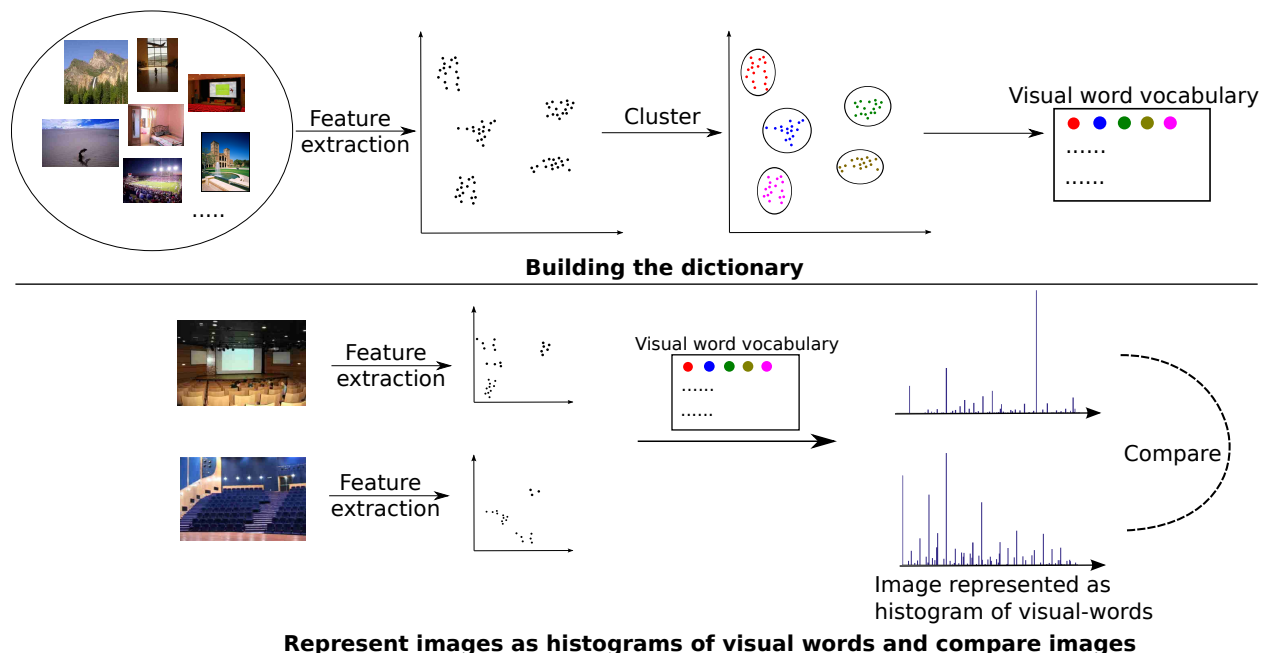 Feature
extraction
Cluster
Visual word vocabulary
......
......
.....
Building the dictionary
Feature
extraction
Visual word vocabulary
......
......
Compare
Feature
extraction
Image represented as
histogram of visual-words
Represent images as histograms of visual words and compare images